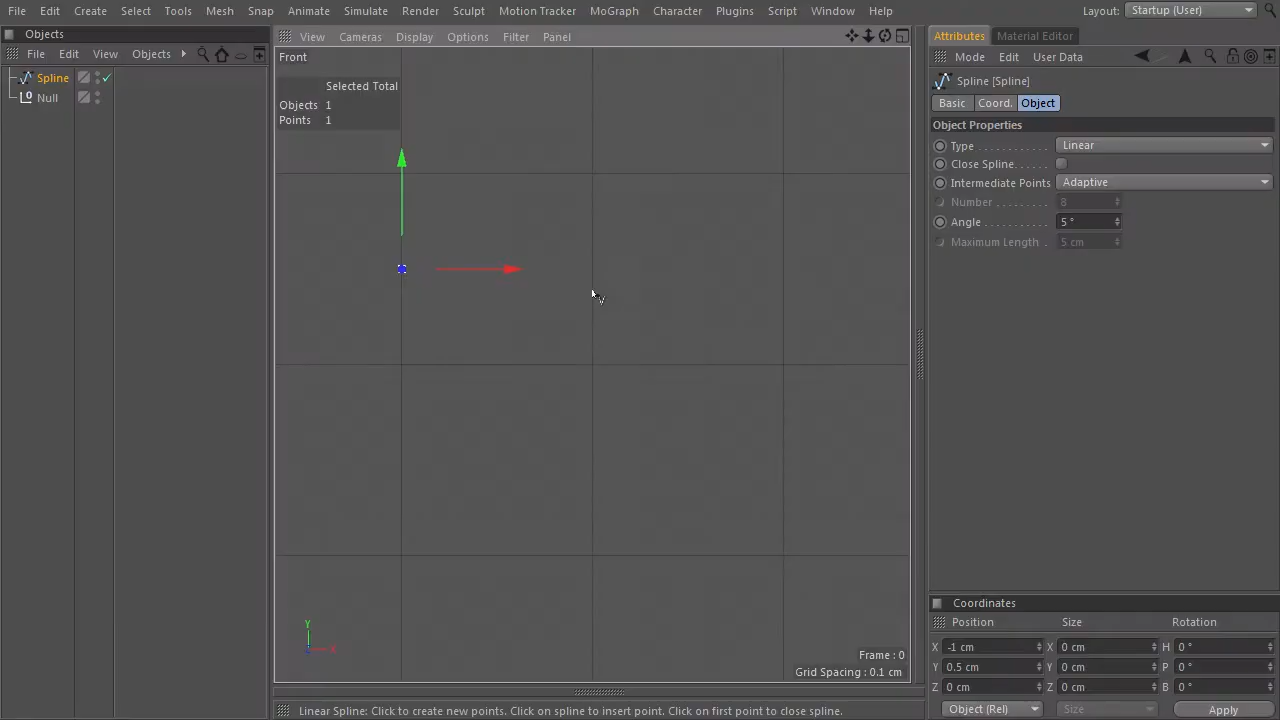 File Edit Create Select Tools Mesh Snap Animate Simulate Render Sculpt Motion Tracker MoGraph Character Plugins Script Window Help Layout: Startup (User)
Objects
File Edit View Objects
Spline
Null
View Cameras Display Options Filter Panel
Front
Selected Total
Objects 1
Points 1
Y
X
Frame : 0
Grid Spacing : 0.1 cm
Linear Spline: Click to create new points. Click on spline to insert point. Click on first point to close spline.
Attributes Material Editor
Mode Edit User Data
Spline [Spline]
Basic Coord. Object
Object Properties
Type . . . . . . . . . . . Linear
Close Spline. . . . . .
Intermediate Points Adaptive
Number . . . . . . . . . 8
Angle . . . . . . . . . . 5 °
Maximum Length . 5 cm
Coordinates
Position Size Rotation
X -1 cm X 0 cm H 0 °
Y 0.5 cm Y 0 cm P 0 °
Z 0 cm Z 0 cm B 0 °
Object (Rel) Size Apply